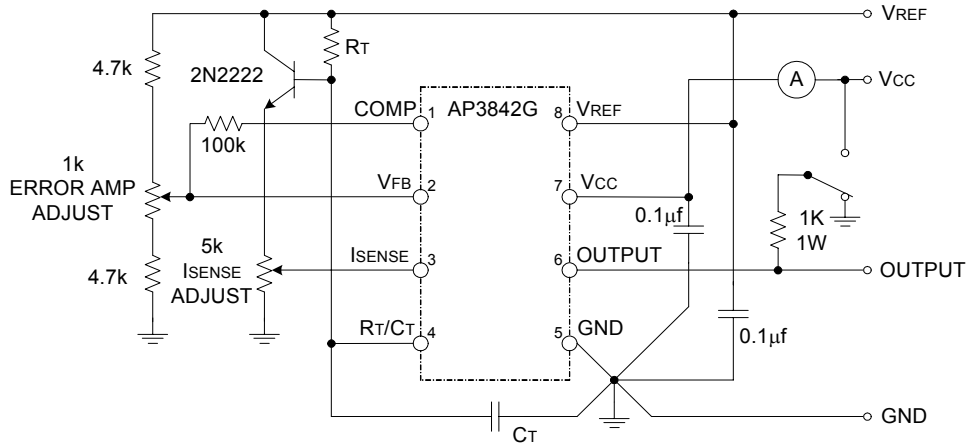 VREF
RT
4.7k
2N2222
A
VCC
COMP
1
AP3842G
8
VREF
100k
1k
ERROR AMP
ADJUST
VFB
2
7
VCC
0.1µf
1K
1W
5k
ISENSE
ADJUST
ISENSE
3
6
OUTPUT
OUTPUT
4.7k
RT/CT
4
5
GND
0.1µf
GND
CT